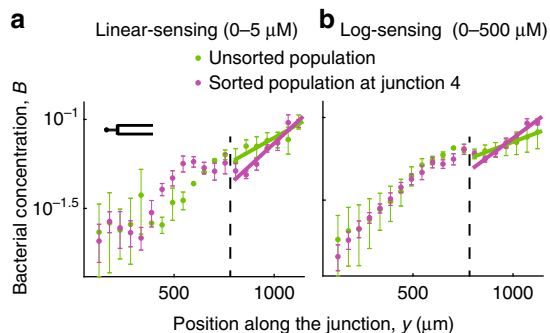 a
Linear-sensing (0–5 μM)
b
Log-sensing (0–500 μM)
Unsorted population
Sorted population at junction 4
Bacterial concentration, B
10⁻¹
10⁻¹·⁵
500
1000
500
1000
Position along the junction, y (μm)